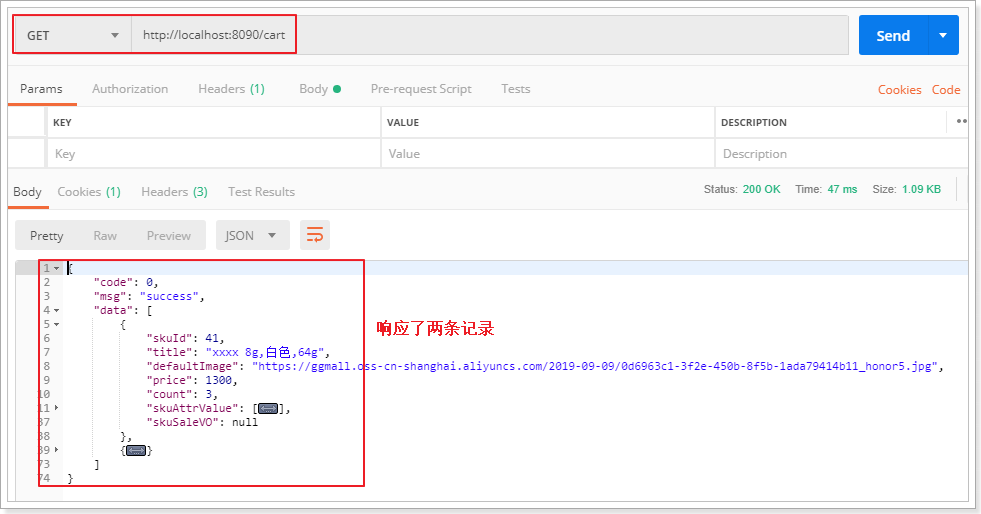 GET http://localhost:8090/cart Send
Params Authorization Headers (1) Body Pre-request Script Tests Cookies Code
KEY VALUE DESCRIPTION
Key Value Description
Body Cookies (1) Headers (3) Test Results Status: 200 OK Time: 47 ms Size: 1.09 KB
Pretty Raw Preview JSON
1 {
2 "code": 0,
3 "msg": "success",
4 "data": [
5 {
6 "skuId": 41,
7 "title": "xxxx 8g,白色,64g",
8 "defaultImage": "https://ggmall.oss-cn-shanghai.aliyuncs.com/2019-09-09/0d6963c1-3f2e-450b-8f5b-1ada79414b11_honor5.jpg",
9 "price": 1300,
10 "count": 3,
11 "skuAttrValue": [],
37 "skuSaleVO": null
38 },
39 {}
73 ]
74 }
响应了两条记录